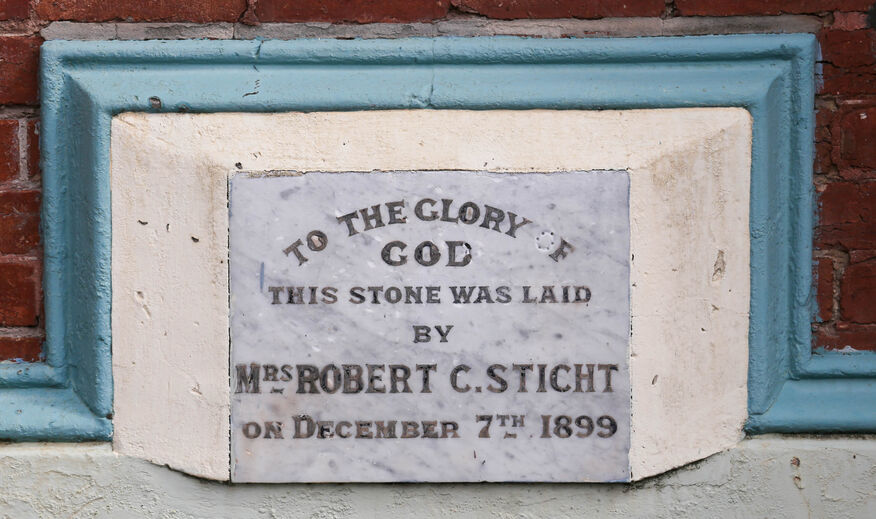 TO THE GLORY OF
GOD
THIS STONE WAS LAID
BY
MRS ROBERT C. STICHT
ON DECEMBER 7TH 1899